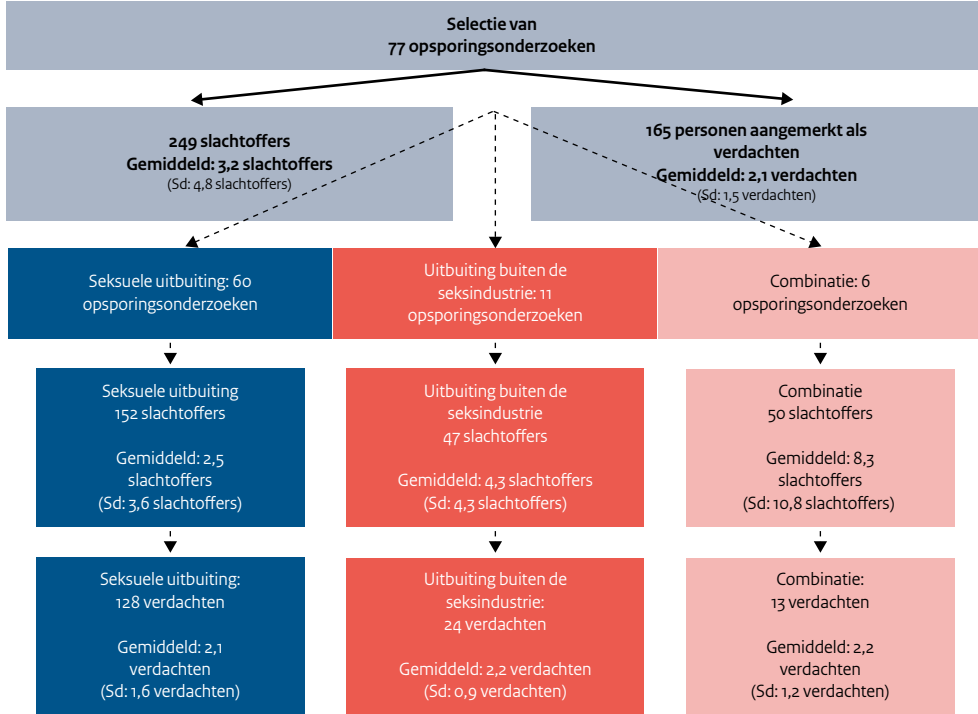 Selectie van
77 opsporingsonderzoeken
249 slachtoffers
Gemiddeld: 3,2 slachtoffers
(Sd: 4,8 slachtoffers)
165 personen aangemerkt als
verdachten
Gemiddeld: 2,1 verdachten
(Sd: 1,5 verdachten)
Seksuele uitbuiting: 60
opsporingsonderzoeken
Uitbuiting buiten de
seksindustrie: 11
opsporingsonderzoeken
Combinatie: 6
opsporingsonderzoeken
Seksuele uitbuiting
152 slachtoffers
Gemiddeld: 2,5
slachtoffers
(Sd: 3,6 slachtoffers)
Uitbuiting buiten de
seksindustrie
47 slachtoffers
Gemiddeld: 4,3 slachtoffers
(Sd: 4,3 slachtoffers)
Combinatie
50 slachtoffers
Gemiddeld: 8,3
slachtoffers
(Sd: 10,8 slachtoffers)
Seksuele uitbuiting:
128 verdachten
Gemiddeld: 2,1
verdachten
(Sd: 1,6 verdachten)
Uitbuiting buiten de
seksindustrie:
24 verdachten
Gemiddeld: 2,2 verdachten
(Sd: 0,9 verdachten)
Combinatie:
13 verdachten
Gemiddeld: 2,2
verdachten
(Sd: 1,2 verdachten)